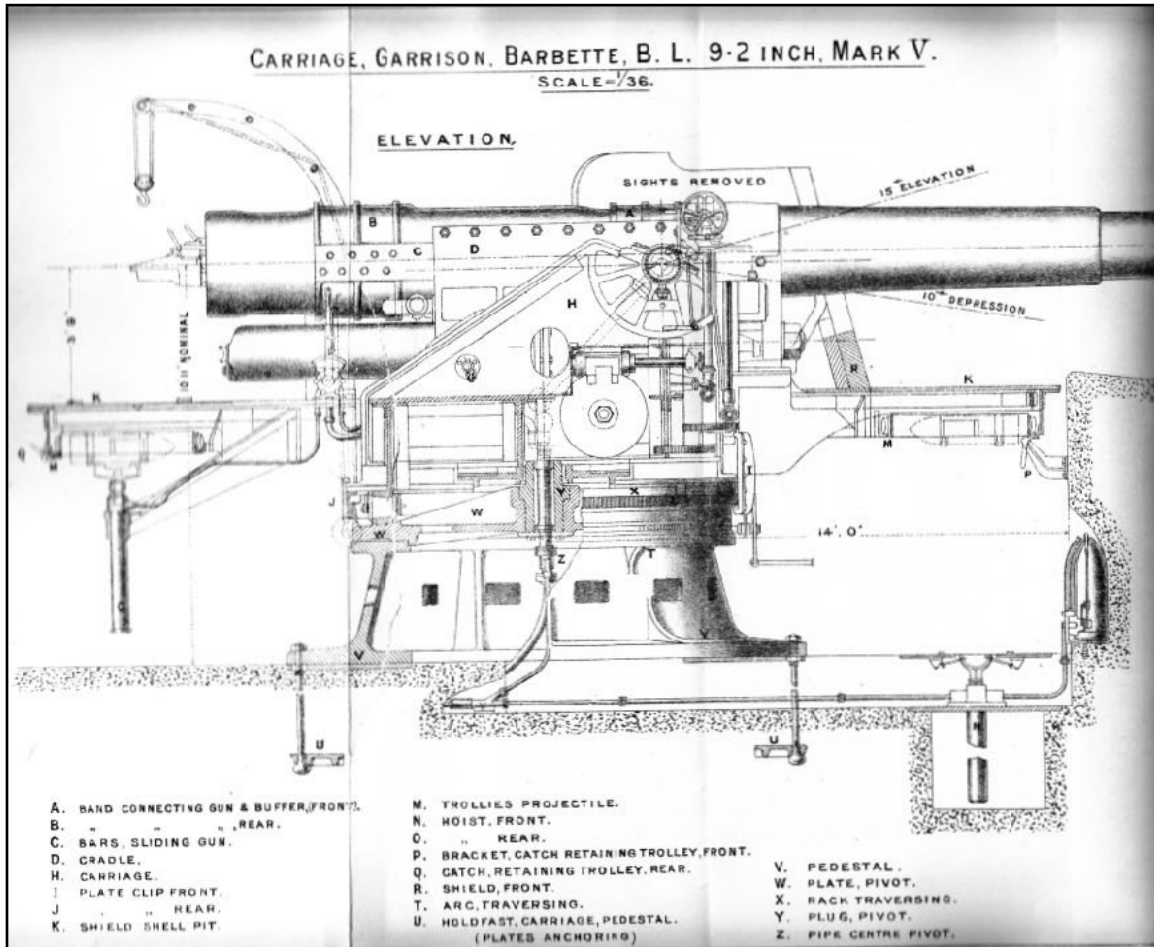 CARRIAGE, GARRISON, BARBETTE, B. L. 9·2 INCH, MARK V.
SCALE=1/36.
ELEVATION.
SIGHTS REMOVED
15° ELEVATION
A
B
C
D
H
10° DEPRESSION
10'11" NOMINAL
K
R
K
M
M
Q
P
J
I
Y
X
W
W
14'. 0"
Z
T
O
V
V
N
U
U
A. BAND CONNECTING GUN & BUFFER, (FRONT).
B. „ „ „ , REAR.
C. BARS, SLIDING GUN.
D. CRADLE.
H. CARRIAGE.
I PLATE CLIP FRONT.
J „ „ REAR.
K. SHIELD SHELL PIT.
M. TROLLIES PROJECTILE.
N. HOIST, FRONT.
O. „ REAR.
P. BRACKET, CATCH RETAINING TROLLEY, FRONT.
Q. CATCH, RETAINING TROLLEY, REAR.
R. SHIELD, FRONT.
T. ARC, TRAVERSING.
U. HOLDFAST, CARRIAGE, PEDESTAL.
(PLATES ANCHORING)
V. PEDESTAL.
W. PLATE, PIVOT.
X. RACK TRAVERSING.
Y. PLUG, PIVOT.
Z. PIPE CENTRE PIVOT.